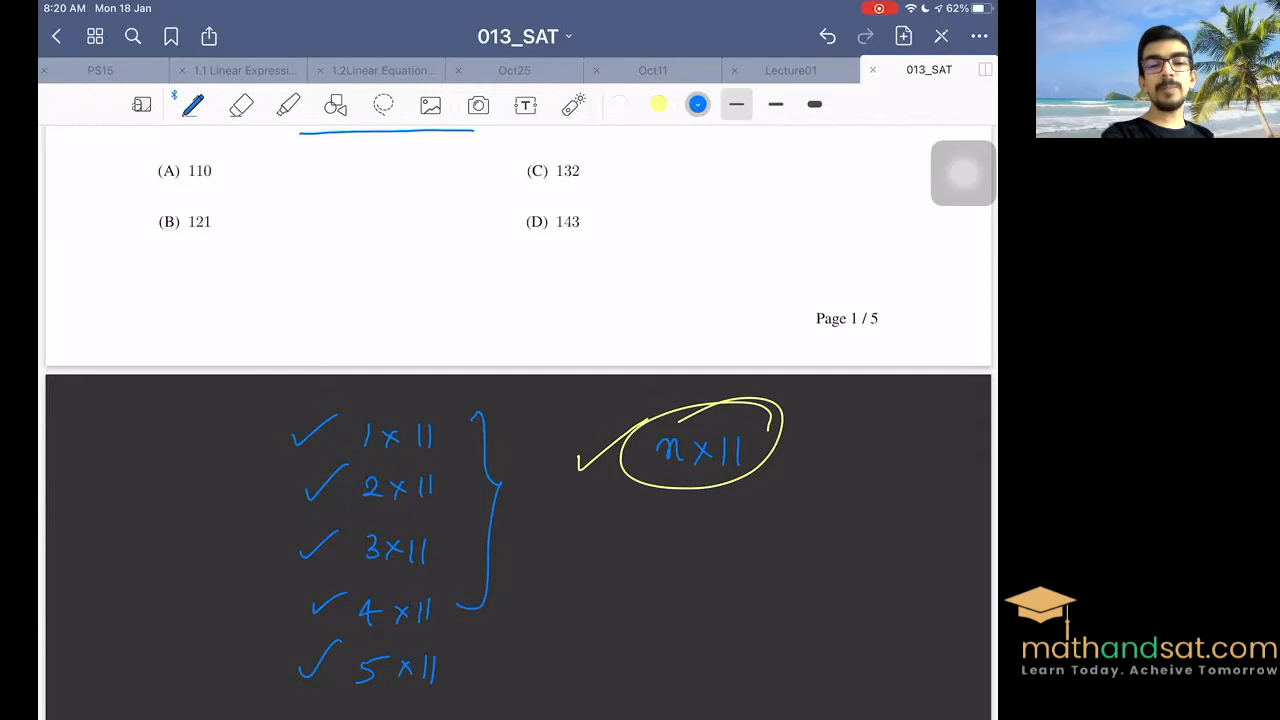 8:20 AM Mon 18 Jan
62%
013_SAT
PS15
1.1 Linear Expressi...
1.2Linear Equation...
Oct25
Oct11
Lecture01
013_SAT
(A) 110
(C) 132
(B) 121
(D) 143
Page 1 / 5
1 x 11
n x 11
2 x 11
3 x 11
4 x 11
5 x 11
mathandsat.com
Learn Today. Acheive Tomorrow